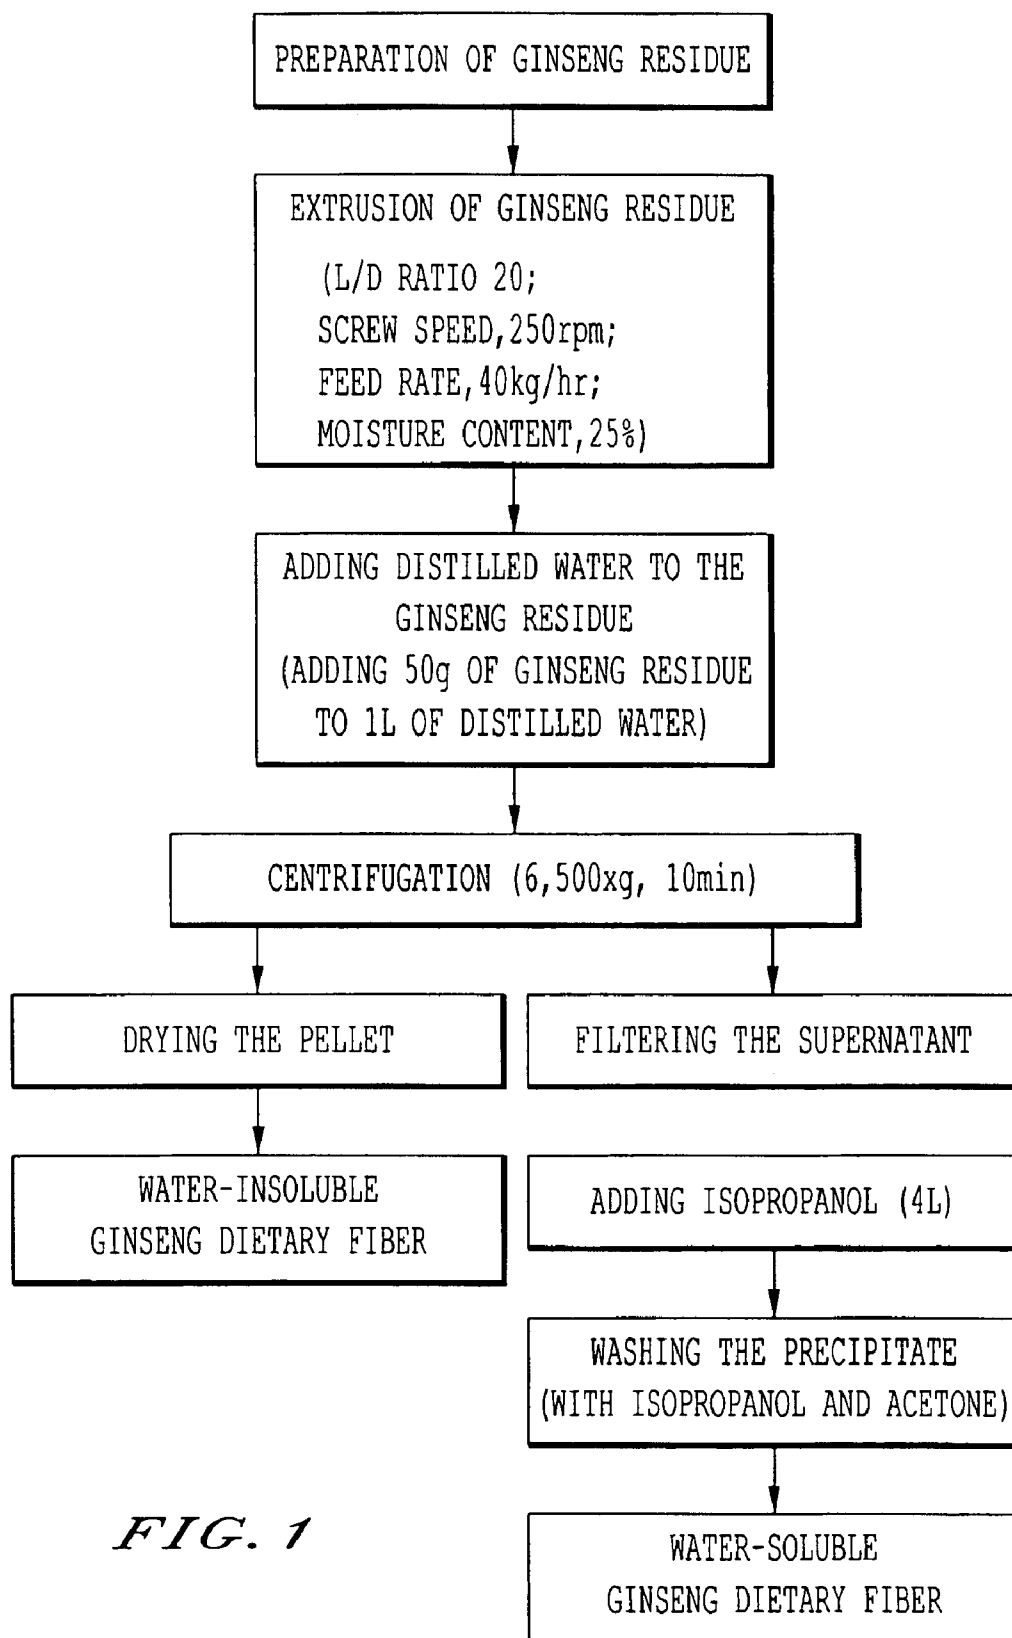 PREPARATION OF GINSENG RESIDUE
EXTRUSION OF GINSENG RESIDUE
(L/D RATIO 20;
SCREW SPEED,250rpm;
FEED RATE,40kg/hr;
MOISTURE CONTENT,25%)
ADDING DISTILLED WATER TO THE
GINSENG RESIDUE
(ADDING 50g OF GINSENG RESIDUE
TO 1L OF DISTILLED WATER)
CENTRIFUGATION (6,500xg, 10min)
DRYING THE PELLET
FILTERING THE SUPERNATANT
WATER-INSOLUBLE
GINSENG DIETARY FIBER
ADDING ISOPROPANOL (4L)
WASHING THE PRECIPITATE
(WITH ISOPROPANOL AND ACETONE)
WATER-SOLUBLE
GINSENG DIETARY FIBER
FIG. 1